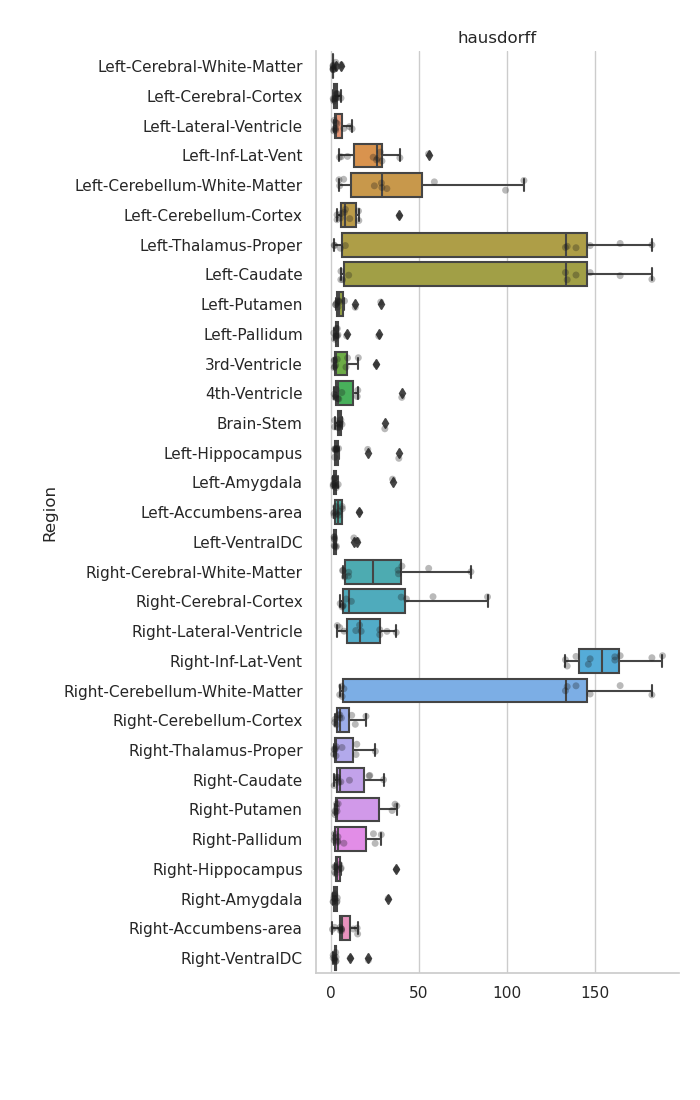 hausdorff
Left-Cerebral-White-Matter
Left-Cerebral-Cortex
Left-Lateral-Ventricle
Left-Inf-Lat-Vent
Left-Cerebellum-White-Matter
Left-Cerebellum-Cortex
Left-Thalamus-Proper
Left-Caudate
Left-Putamen
Left-Pallidum
3rd-Ventricle
4th-Ventricle
Brain-Stem
Left-Hippocampus
Left-Amygdala
Left-Accumbens-area
Left-VentralDC
Right-Cerebral-White-Matter
Right-Cerebral-Cortex
Right-Lateral-Ventricle
Right-Inf-Lat-Vent
Right-Cerebellum-White-Matter
Right-Cerebellum-Cortex
Right-Thalamus-Proper
Right-Caudate
Right-Putamen
Right-Pallidum
Right-Hippocampus
Right-Amygdala
Right-Accumbens-area
Right-VentralDC
Region
0 50 100 150